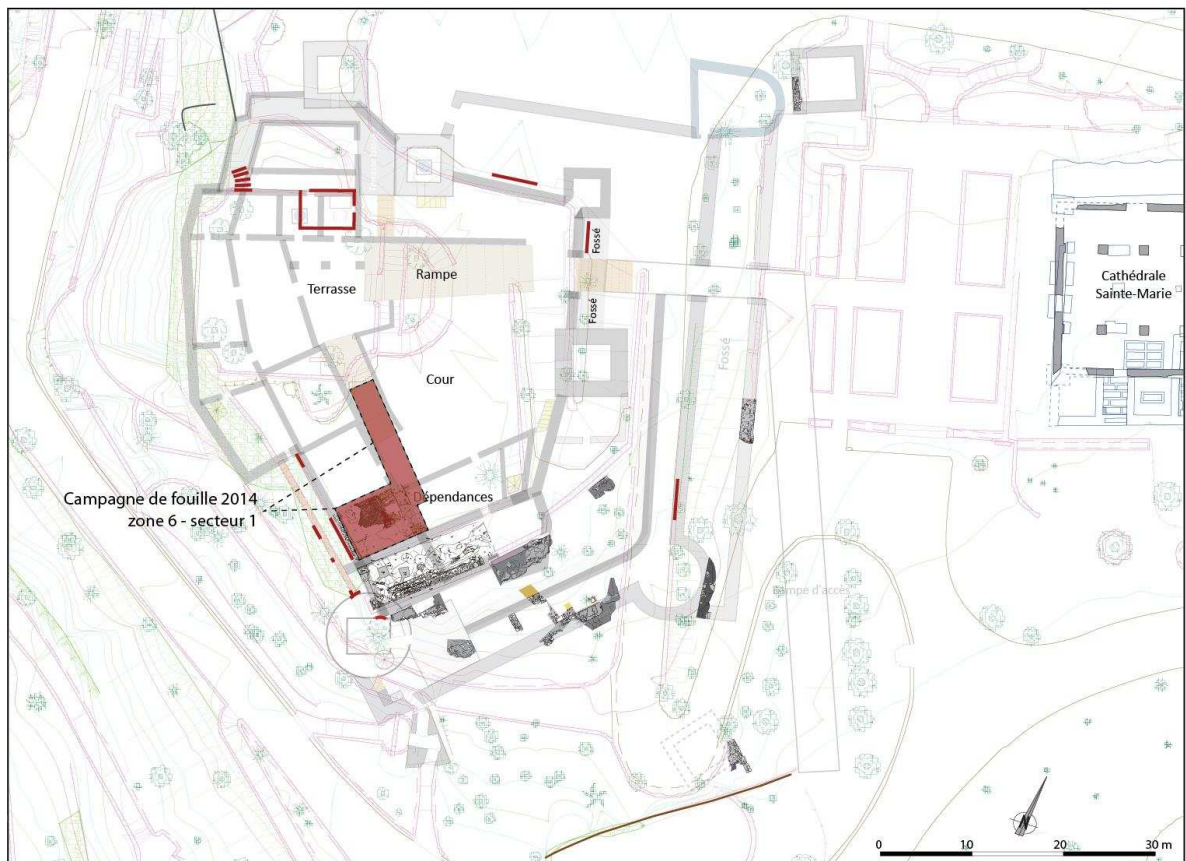 Fossé
Rampe
Terrasse
Cathédrale
Sainte-Marie
Fossé
Fossé
Cour
Campagne de fouille 2014
zone 6 - secteur 1
Dépendances
Rampe d'accès
N
0 10 20 30 m